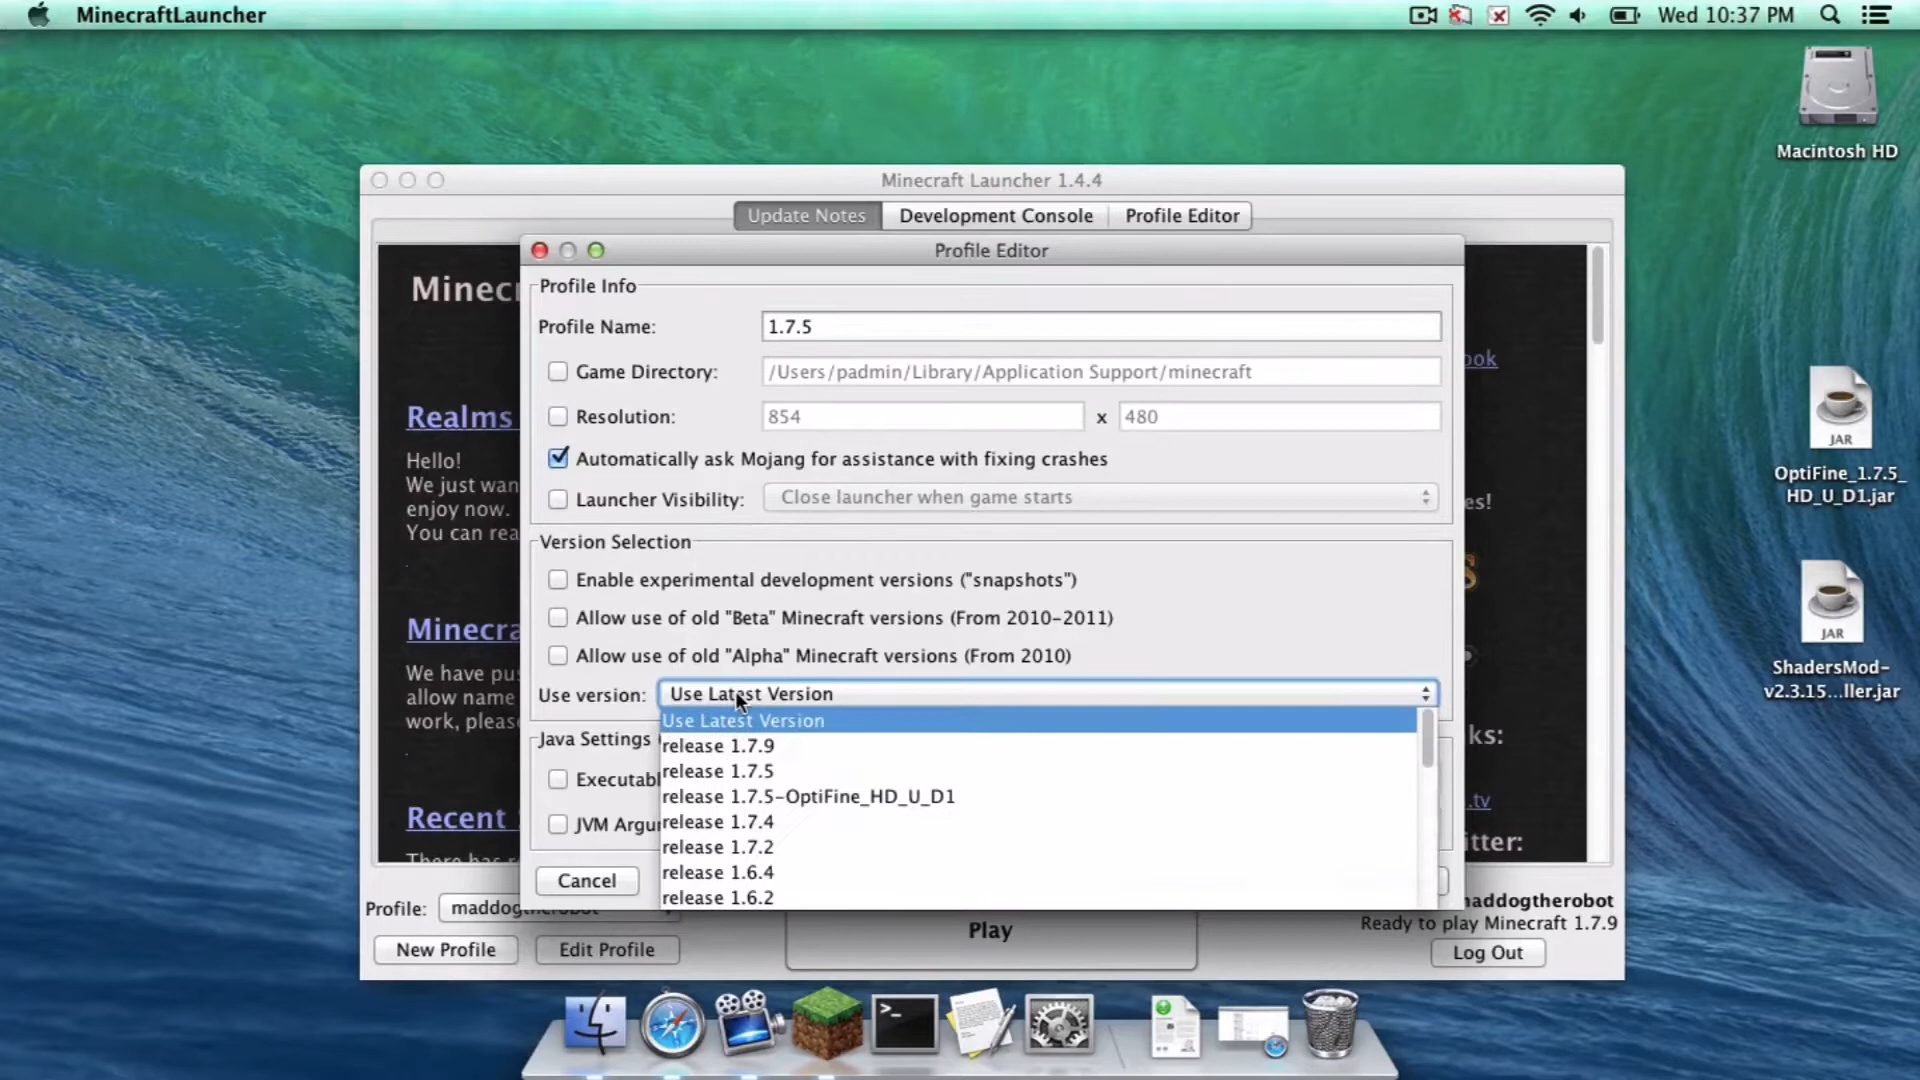 MinecraftLauncher
Wed 10:37 PM
Macintosh HD
Minecraft Launcher 1.4.4
Update Notes
Development Console
Profile Editor
Profile Editor
Minec
Profile Info
Profile Name:
1.7.5
Game Directory:
/Users/padmin/Library/Application Support/minecraft
ook
Resolution:
854
x
480
Realms
Automatically ask Mojang for assistance with fixing crashes
Hello!
We just wan
enjoy now.
You can rea
Launcher Visibility:
Close launcher when game starts
es!
JAR
OptiFine_1.7.5_
HD_U_D1.jar
Version Selection
Enable experimental development versions ("snapshots")
Allow use of old "Beta" Minecraft versions (From 2010-2011)
Minecra
Allow use of old "Alpha" Minecraft versions (From 2010)
We have pus
allow name
work, pleas
JAR
ShadersMod-
v2.3.15...ller.jar
Use version:
Use Latest Version
Use Latest Version
release 1.7.9
release 1.7.5
release 1.7.5-OptiFine_HD_U_D1
release 1.7.4
release 1.7.2
release 1.6.4
release 1.6.2
Java Settings
ks:
Executabl
.tv
JVM Argu
Recent
itter:
There has r
Cancel
Profile:
maddogtherobot
addogtherobot
Ready to play Minecraft 1.7.9
New Profile
Edit Profile
Play
Log Out